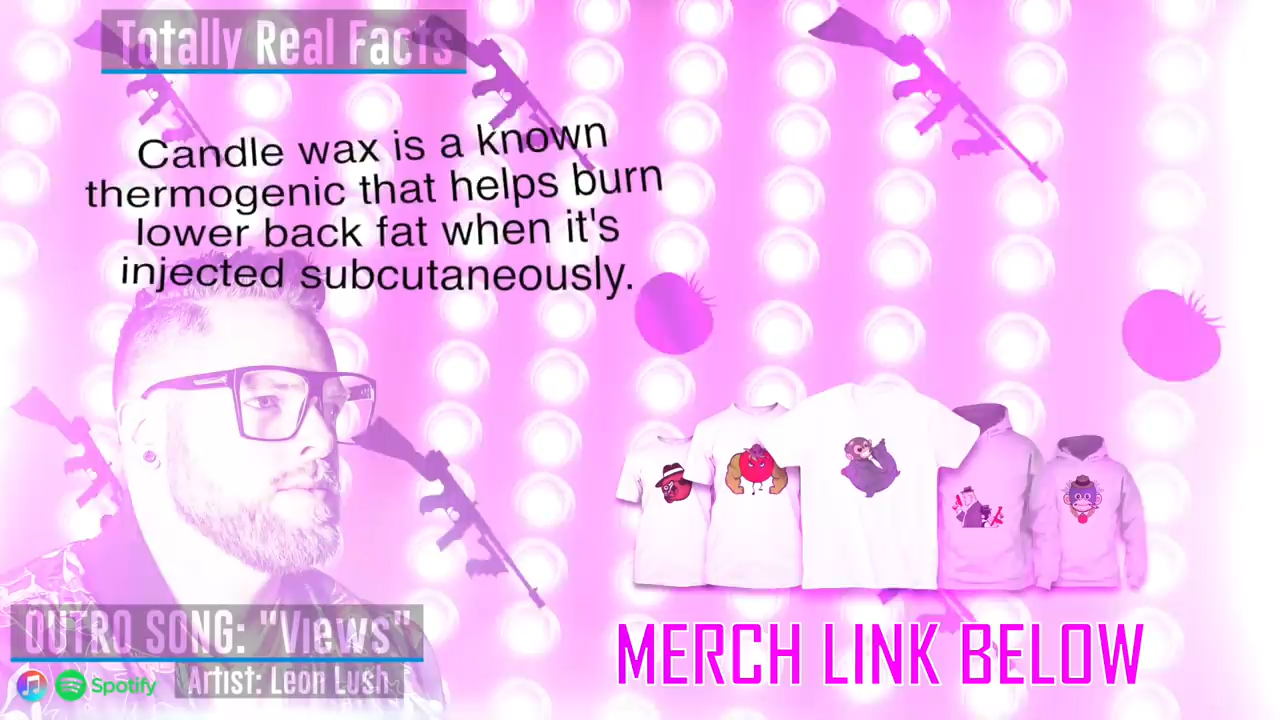 Totally Real Facts
Candle wax is a known
thermogenic that helps burn
lower back fat when it's
injected subcutaneously.
OUTRO SONG: "Views"
Spotify
Artist: Leon Lush
MERCH LINK BELOW